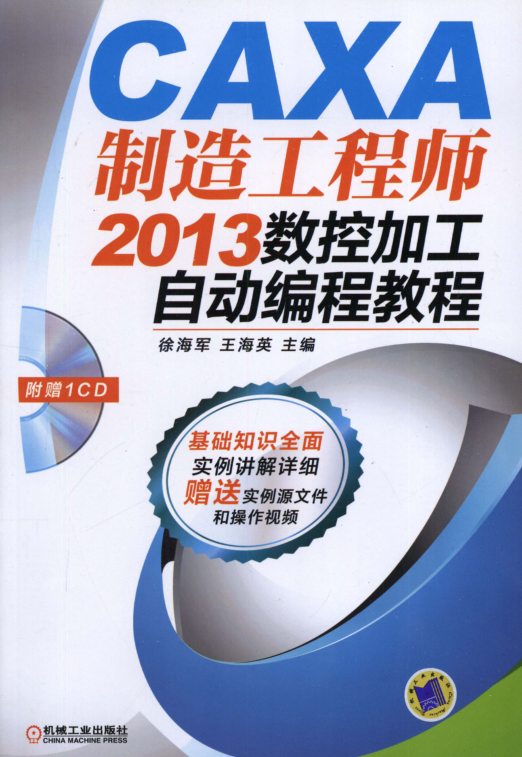 CAXA
制造工程师
2013数控加工
自动编程教程
徐海军 王海英 主编
附赠1CD
基础知识全面
实例讲解详细
赠送实例源文件
和操作视频
机械工业出版社
CHINA MACHINE PRESS